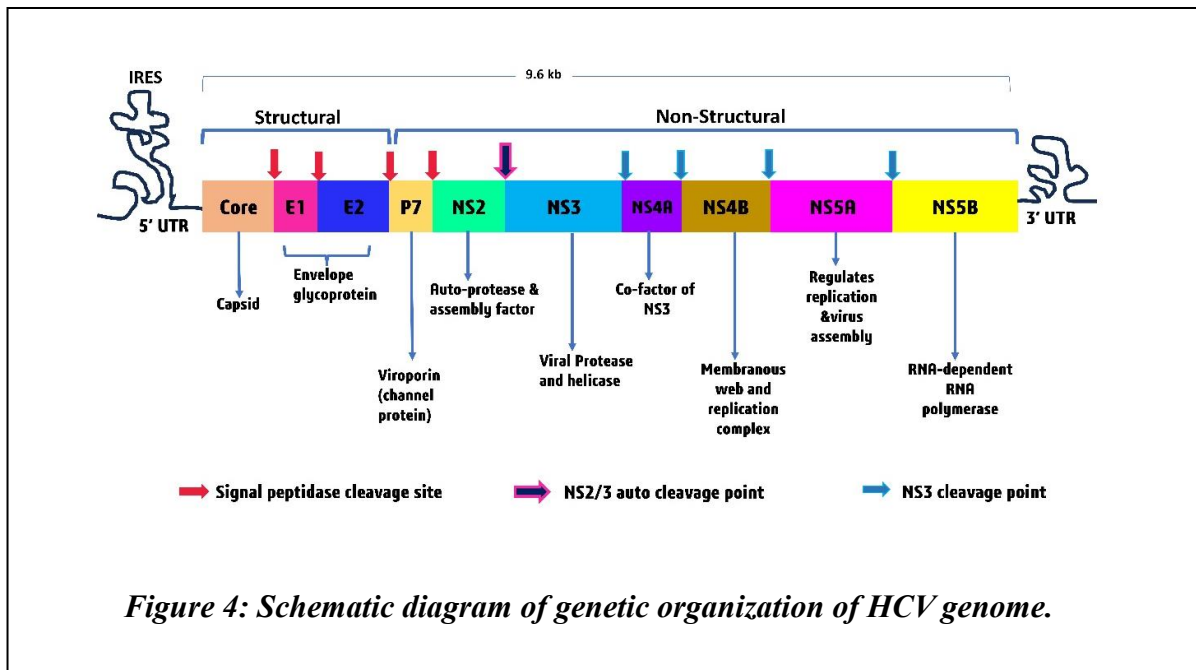 IRES
9.6 kb
Structural
Non-Structural
Core
E1
E2
P7
NS2
NS3
NS4A
NS4B
NS5A
NS5B
5' UTR
3' UTR
Capsid
Envelope
glycoprotein
Viroporin
(channel
protein)
Auto-protease &
assembly factor
Viral Protease
and helicase
Co-factor of
NS3
Membranous
web and
replication
complex
Regulates
replication
&virus
assembly
RNA-dependent
RNA
polymerase
Signal peptidase cleavage site
NS2/3 auto cleavage point
NS3 cleavage point
Figure 4: Schematic diagram of genetic organization of HCV genome.